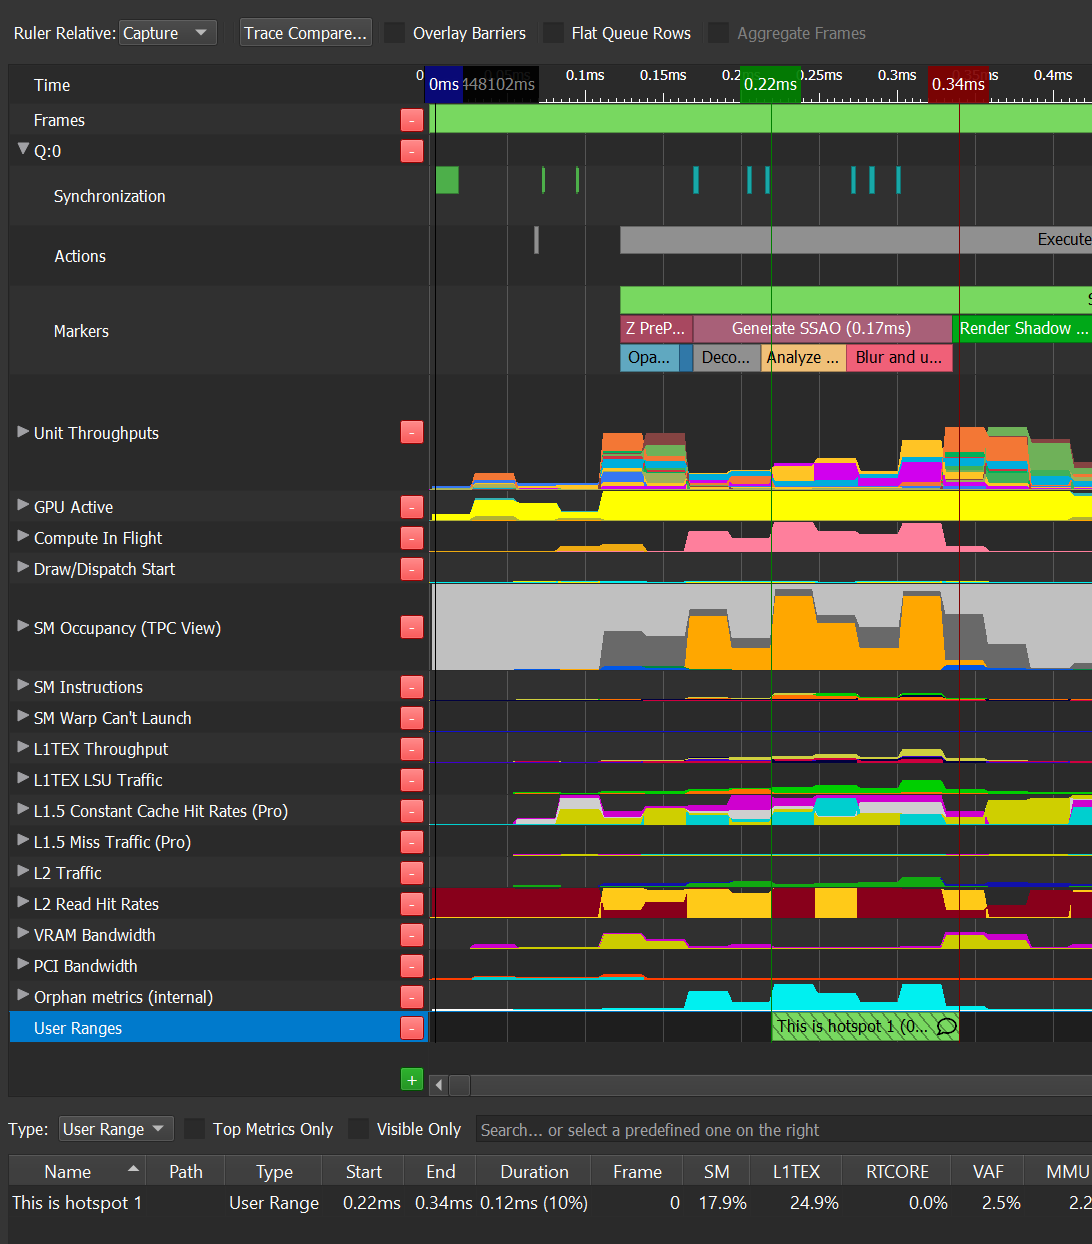 Ruler Relative: Capture Trace Compare... Overlay Barriers Flat Queue Rows Aggregate Frames
Time 0 0.1ms 0.15ms 0.25ms 0.3ms 0.4ms
0ms 448102ms 0.22ms 0.34ms
Frames -
Q:0 -
Synchronization
Actions Execute
Markers
Z PreP... Generate SSAO (0.17ms) Render Shadow ...
Opa... Deco... Analyze ... Blur and u...
Unit Throughputs -
GPU Active -
Compute In Flight -
Draw/Dispatch Start -
SM Occupancy (TPC View) -
SM Instructions -
SM Warp Can't Launch -
L1TEX Throughput -
L1TEX LSU Traffic -
L1.5 Constant Cache Hit Rates (Pro) -
L1.5 Miss Traffic (Pro) -
L2 Traffic -
L2 Read Hit Rates -
VRAM Bandwidth -
PCI Bandwidth -
Orphan metrics (internal) -
User Ranges - This is hotspot 1 (0...
+
Type: User Range Top Metrics Only Visible Only Search... or select a predefined one on the right
Name Path Type Start End Duration Frame SM L1TEX RTCORE VAF MMU
This is hotspot 1 User Range 0.22ms 0.34ms 0.12ms (10%) 0 17.9% 24.9% 0.0% 2.5% 2.2